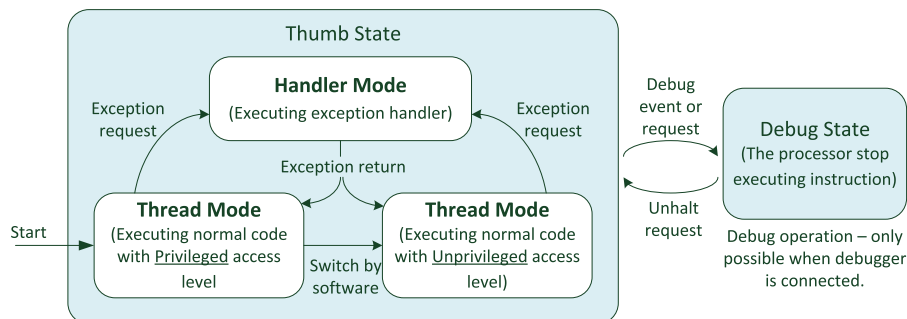 Thumb State
Handler Mode
(Executing exception handler)
Exception
request
Exception
request
Exception return
Start
Thread Mode
(Executing normal code
with Privileged access
level
Switch by
software
Thread Mode
(Executing normal code
with Unprivileged access
level)
Debug
event or
request
Unhalt
request
Debug State
(The processor stop
executing instruction)
Debug operation – only
possible when debugger
is connected.